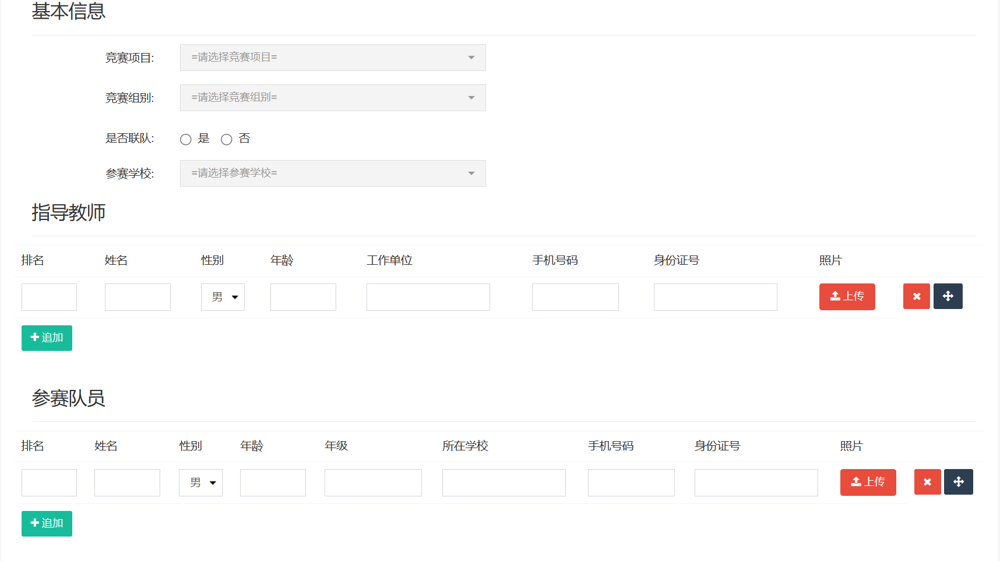 基本信息
竞赛项目: =请选择竞赛项目=
竞赛组别: =请选择竞赛组别=
是否联队: 是 否
参赛学校: =请选择参赛学校=
指导教师
排名 姓名 性别 年龄 工作单位 手机号码 身份证号 照片
男 上传
追加
参赛队员
排名 姓名 性别 年龄 年级 所在学校 手机号码 身份证号 照片
男 上传
追加